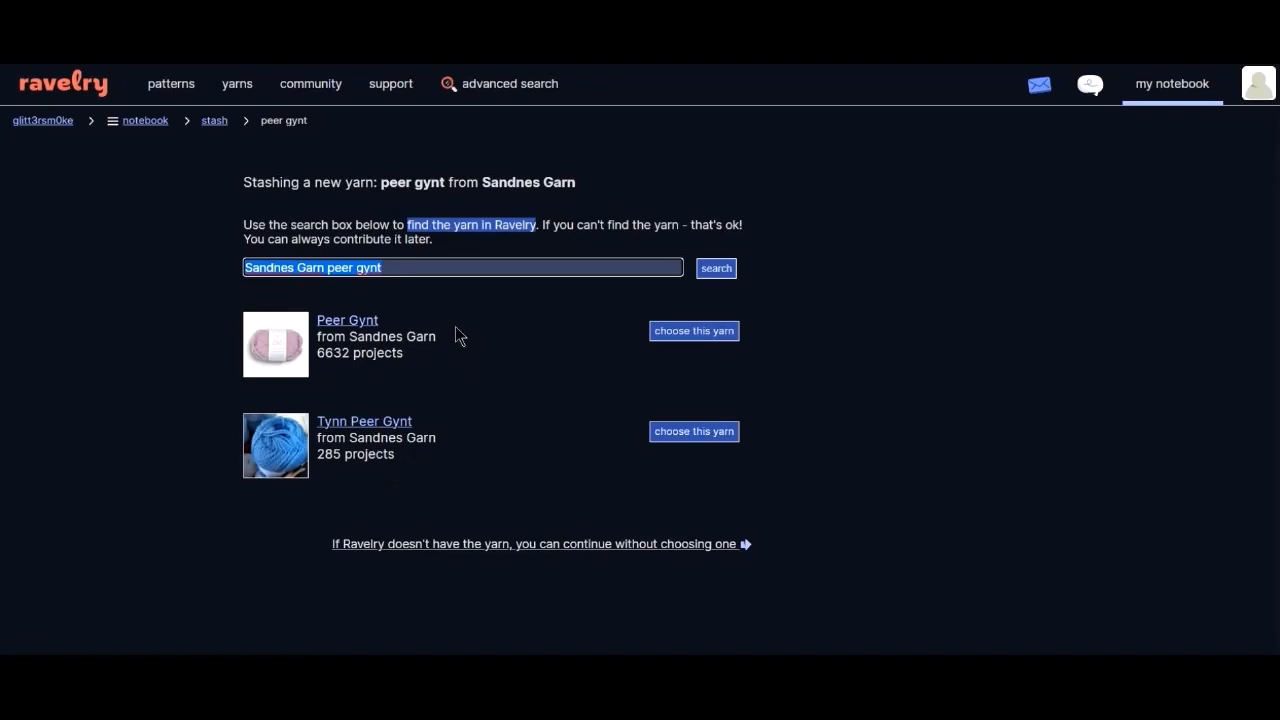 ravelry patterns yarns community support advanced search my notebook
glitt3rsm0ke notebook stash peer gynt
Stashing a new yarn: peer gynt from Sandnes Garn
Use the search box below to find the yarn in Ravelry. If you can't find the yarn - that's ok!
You can always contribute it later.
Sandnes Garn peer gynt search
Peer Gynt
from Sandnes Garn
6632 projects
choose this yarn
Tynn Peer Gynt
from Sandnes Garn
285 projects
choose this yarn
If Ravelry doesn't have the yarn, you can continue without choosing one